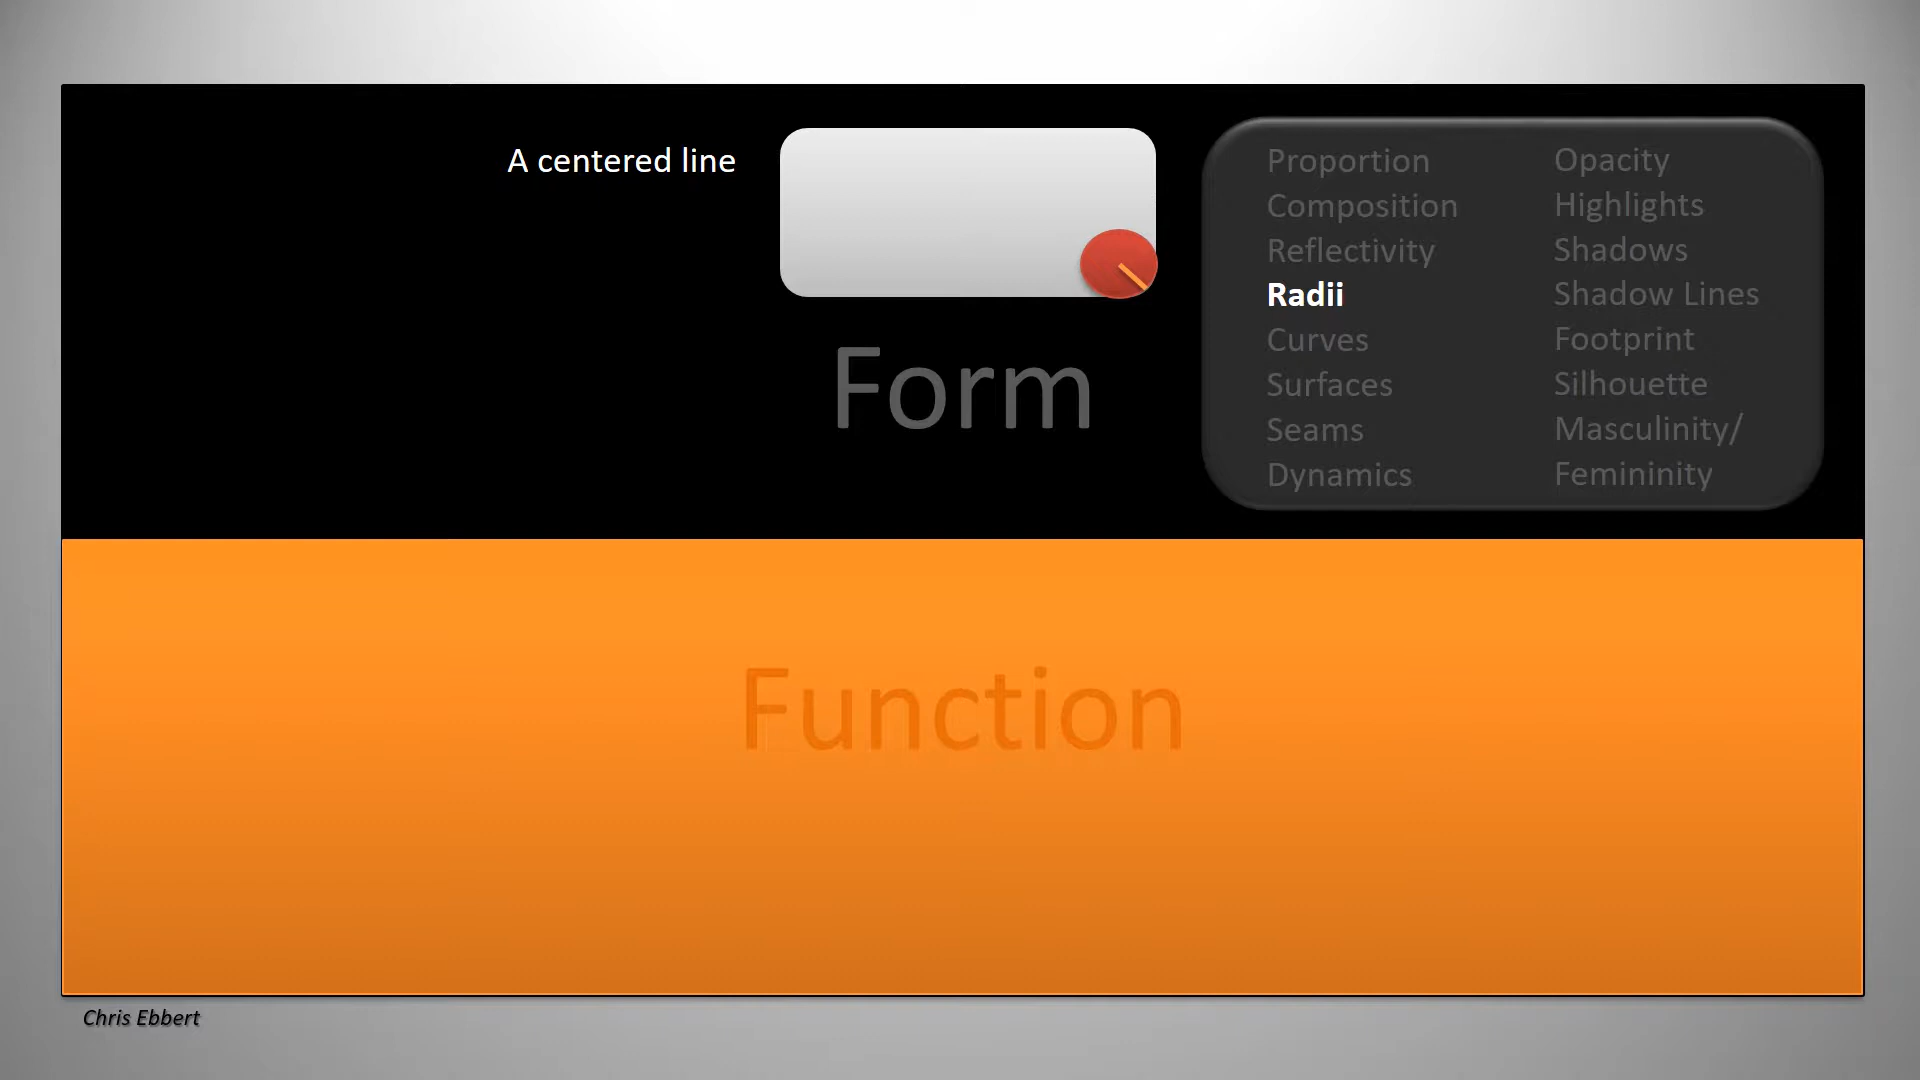 A centered line
Form
Proportion
Composition
Reflectivity
Radii
Curves
Surfaces
Seams
Dynamics
Opacity
Highlights
Shadows
Shadow Lines
Footprint
Silhouette
Masculinity/
Femininity
Function
Chris Ebbert